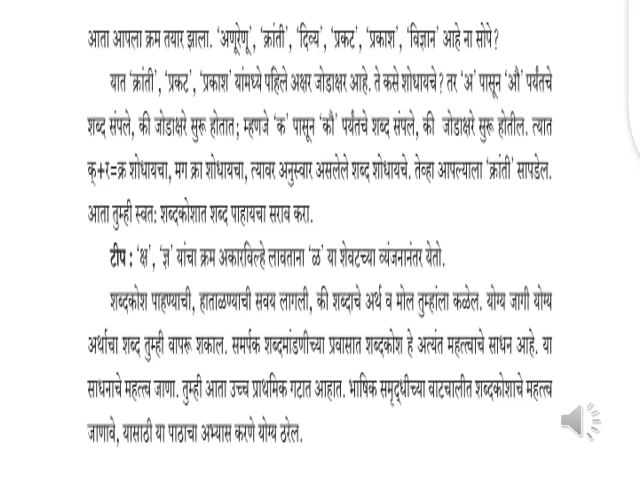 आता आपला क्रम तयार झाला. 'अणूरेणू', 'क्रांती', 'दिव्य', 'प्रकट', 'प्रकाश', 'विज्ञान' आहे ना सोपे?
यात 'क्रांती', 'प्रकट', 'प्रकाश' यांमध्ये पहिले अक्षर जोडाक्षर आहे. ते कसे शोधायचे? तर 'अ' पासून 'औ' पर्यंतचे
शब्द संपले, की जोडाक्षरे सुरू होतात; म्हणजे 'क' पासून 'कौ' पर्यंतचे शब्द संपले, की जोडाक्षरे सुरू होतील. त्यात
क्+र=क्र शोधायचा, मग क्रा शोधायचा, त्यावर अनुस्वार असलेले शब्द शोधायचे. तेव्हा आपल्याला 'क्रांती' सापडेल.
आता तुम्ही स्वत: शब्दकोशात शब्द पाहायचा सराव करा.
टीप : 'क्ष', 'ज्ञ' यांचा क्रम अकारविल्हे लावताना 'ळ' या शेवटच्या व्यंजनानंतर येतो.
शब्दकोश पाहण्याची, हाताळण्याची सवय लागली, की शब्दाचे अर्थ व मोल तुम्हांला कळेल. योग्य जागी योग्य
अर्थाचा शब्द तुम्ही वापरू शकाल. समर्पक शब्दमांडणीच्या प्रवासात शब्दकोश हे अत्यंत महत्त्वाचे साधन आहे. या
साधनाचे महत्त्व जाणा. तुम्ही आता उच्च प्राथमिक गटात आहात. भाषिक समृद्धीच्या वाटचालीत शब्दकोशाचे महत्त्व
जाणावे, यासाठी या पाठाचा अभ्यास करणे योग्य ठरेल.